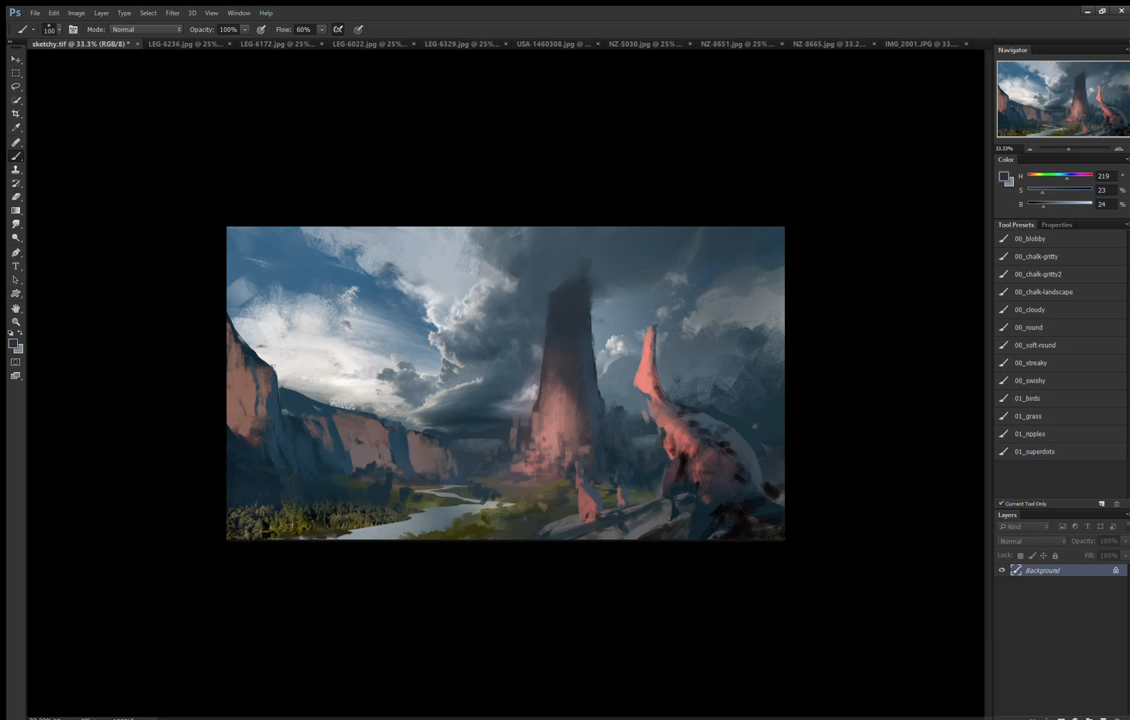 Ps File Edit Image Layer Type Select Filter 3D View Window Help
100 Mode: Normal Opacity: 100% Flow: 60%
sketchy.tif @ 33.3% (RGB/8) * × LEG-6236.jpg @ 25%... × LEG-6172.jpg @ 25%... × LEG-6022.jpg @ 25%... × LEG-6329.jpg @ 25%... × USA-1460308.jpg @ ... × NZ-5030.jpg @ 25%... × NZ-8651.jpg @ 25%... × NZ-8665.jpg @ 33.2... × IMG_2001.JPG @ 33.... ×
Navigator
33.33%
Color
H 219 °
S 23 %
B 24 %
Tool Presets Properties
00_blobby
00_chalk-gritty
00_chalk-gritty2
00_chalk-landscape
00_cloudy
00_round
00_soft-round
00_streaky
00_swishy
01_birds
01_grass
01_ripples
01_superdots
Current Tool Only
Layers
Kind
Normal Opacity: 100%
Lock: Fill: 100%
Background